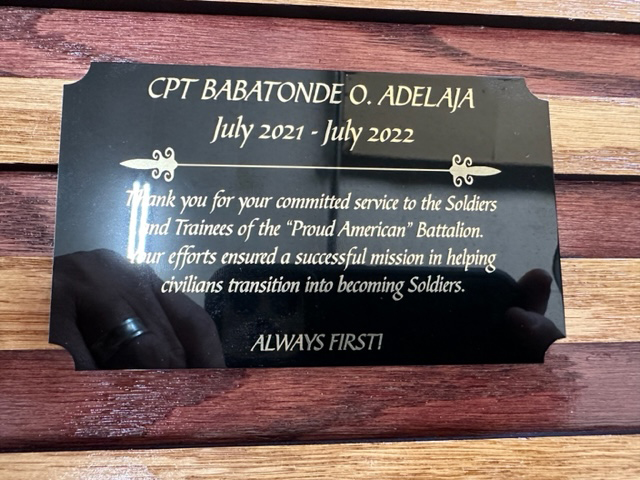 CPT BABATONDE O. ADELAJA
July 2021 - July 2022
Thank you for your committed service to the Soldiers
and Trainees of the “Proud American” Battalion.
Your efforts ensured a successful mission in helping
civilians transition into becoming Soldiers.
ALWAYS FIRST!